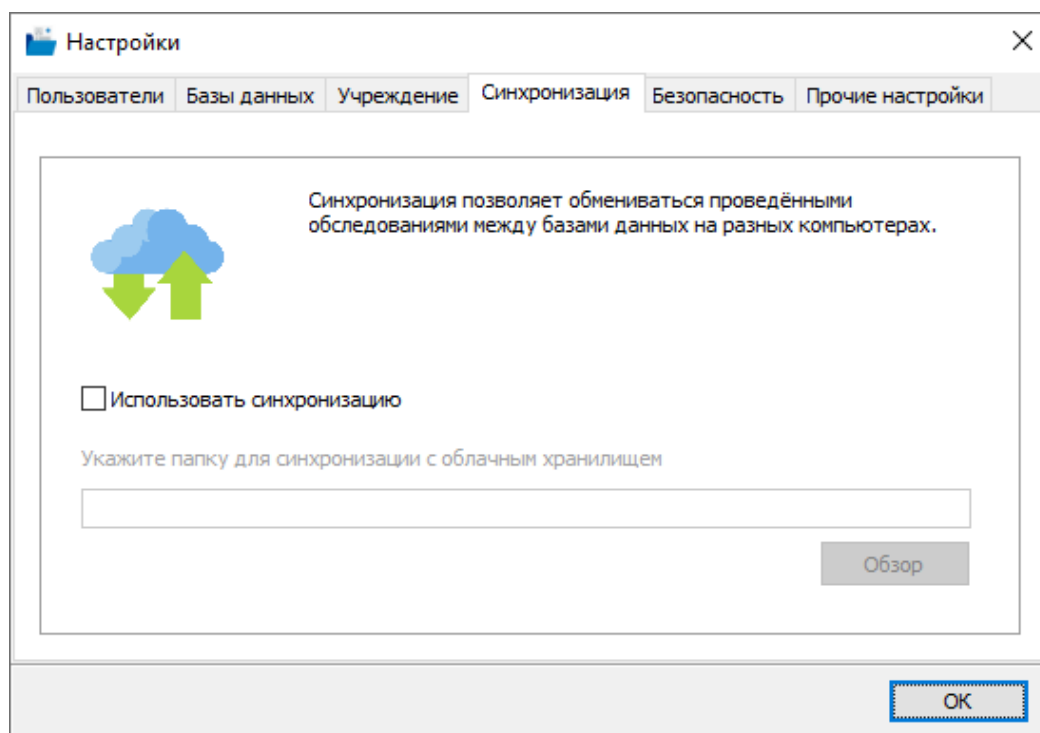 Настройки
Пользователи Базы данных Учреждение Синхронизация Безопасность Прочие настройки
Синхронизация позволяет обмениваться проведёнными
обследованиями между базами данных на разных компьютерах.
Использовать синхронизацию
Укажите папку для синхронизации с облачным хранилищем
Обзор
ОК